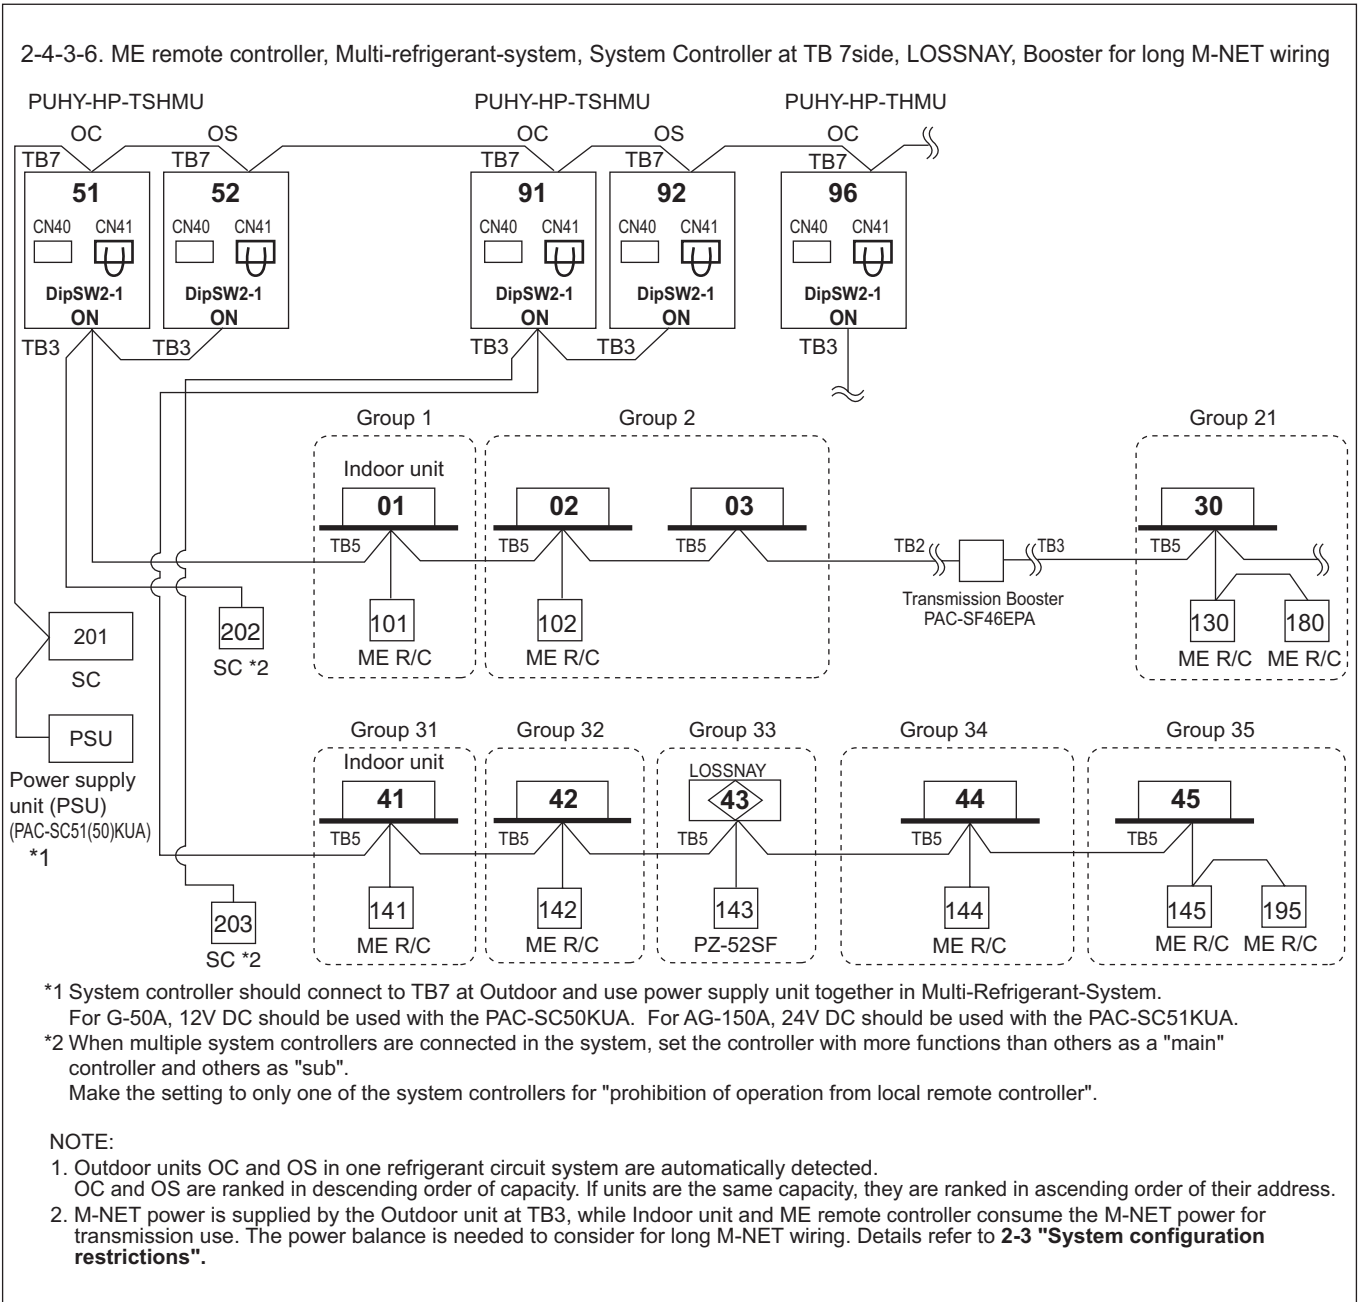 2-4-3-6. ME remote controller, Multi-refrigerant-system, System Controller at TB 7side, LOSSNAY, Booster for long M-NET wiring
PUHY-HP-TSHMU PUHY-HP-TSHMU PUHY-HP-THMU
OC OS OC OS OC
TB7 TB7 TB7 TB7 TB7
51 52 91 92 96
CN40 CN41 CN40 CN41 CN40 CN41 CN40 CN41 CN40 CN41
DipSW2-1 DipSW2-1 DipSW2-1 DipSW2-1 DipSW2-1
ON ON ON ON ON
TB3 TB3 TB3 TB3 TB3
Group 1 Group 2 Group 21
Indoor unit
01 02 03 30
TB5 TB5 TB5 TB2 TB3 TB5
Transmission Booster
PAC-SF46EPA
201 202 101 102 130 180
SC SC *2 ME R/C ME R/C ME R/C ME R/C
PSU
Power supply
unit (PSU)
(PAC-SC51(50)KUA)
*1
Group 31 Group 32 Group 33 Group 34 Group 35
Indoor unit LOSSNAY
41 42 43 44 45
TB5 TB5 TB5 TB5 TB5
203 141 142 143 144 145 195
SC *2 ME R/C ME R/C PZ-52SF ME R/C ME R/C ME R/C
*1 System controller should connect to TB7 at Outdoor and use power supply unit together in Multi-Refrigerant-System.
For G-50A, 12V DC should be used with the PAC-SC50KUA. For AG-150A, 24V DC should be used with the PAC-SC51KUA.
*2 When multiple system controllers are connected in the system, set the controller with more functions than others as a "main"
controller and others as "sub".
Make the setting to only one of the system controllers for "prohibition of operation from local remote controller".
NOTE:
1. Outdoor units OC and OS in one refrigerant circuit system are automatically detected.
OC and OS are ranked in descending order of capacity. If units are the same capacity, they are ranked in ascending order of their address.
2. M-NET power is supplied by the Outdoor unit at TB3, while Indoor unit and ME remote controller consume the M-NET power for
transmission use. The power balance is needed to consider for long M-NET wiring. Details refer to 2-3 "System configuration
restrictions".